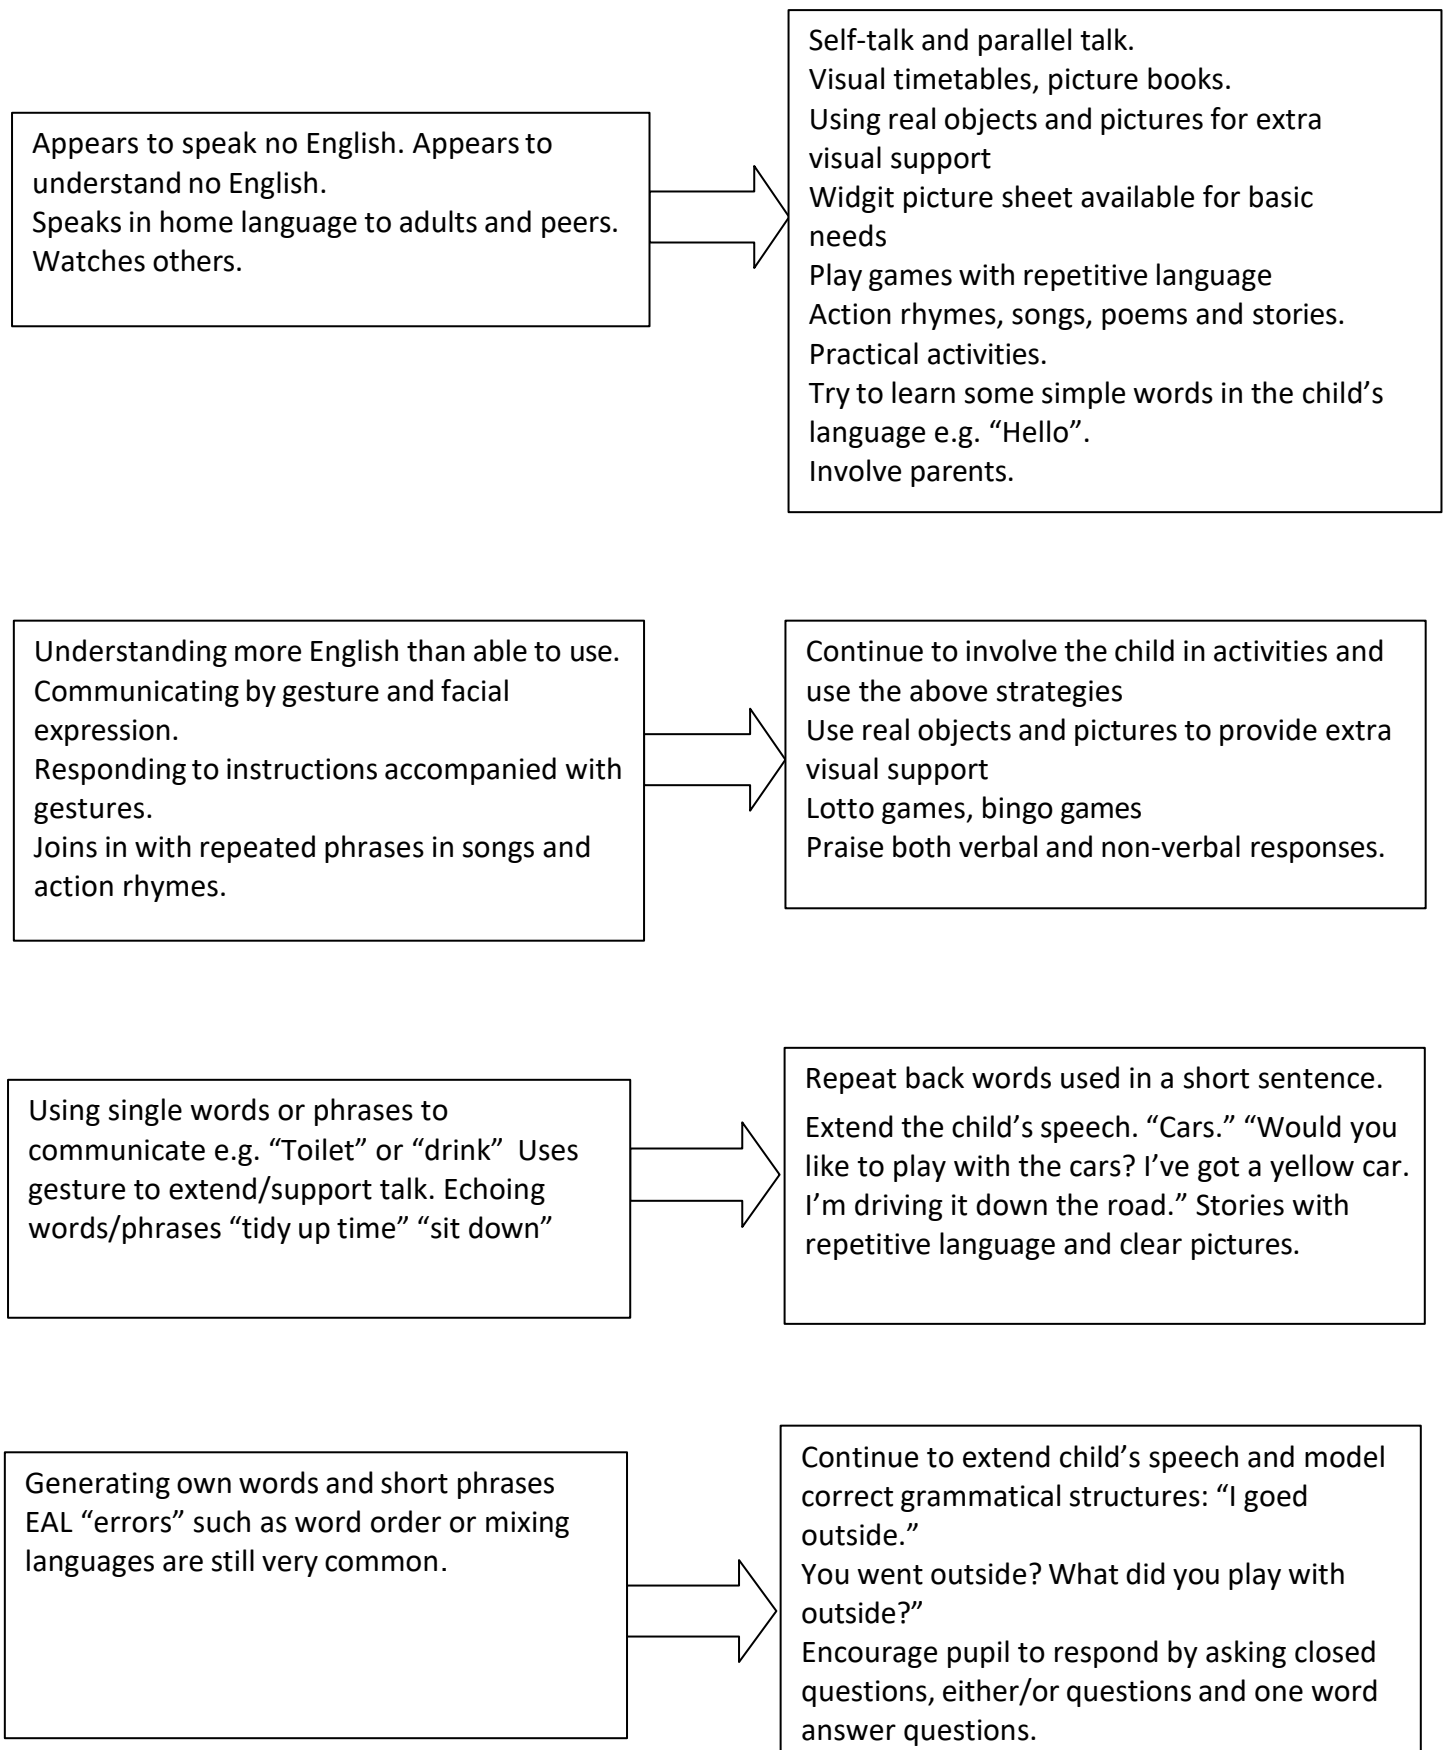 Appears to speak no English. Appears to
understand no English.
Speaks in home language to adults and peers.
Watches others.
Self-talk and parallel talk.
Visual timetables, picture books.
Using real objects and pictures for extra
visual support
Widgit picture sheet available for basic
needs
Play games with repetitive language
Action rhymes, songs, poems and stories.
Practical activities.
Try to learn some simple words in the child’s
language e.g. “Hello”.
Involve parents.
Understanding more English than able to use.
Communicating by gesture and facial
expression.
Responding to instructions accompanied with
gestures.
Joins in with repeated phrases in songs and
action rhymes.
Continue to involve the child in activities and
use the above strategies
Use real objects and pictures to provide extra
visual support
Lotto games, bingo games
Praise both verbal and non-verbal responses.
Using single words or phrases to
communicate e.g. “Toilet” or “drink” Uses
gesture to extend/support talk. Echoing
words/phrases “tidy up time” “sit down”
Repeat back words used in a short sentence.
Extend the child’s speech. “Cars.” “Would you
like to play with the cars? I’ve got a yellow car.
I’m driving it down the road.” Stories with
repetitive language and clear pictures.
Generating own words and short phrases
EAL “errors” such as word order or mixing
languages are still very common.
Continue to extend child’s speech and model
correct grammatical structures: “I goed
outside.”
You went outside? What did you play with
outside?”
Encourage pupil to respond by asking closed
questions, either/or questions and one word
answer questions.